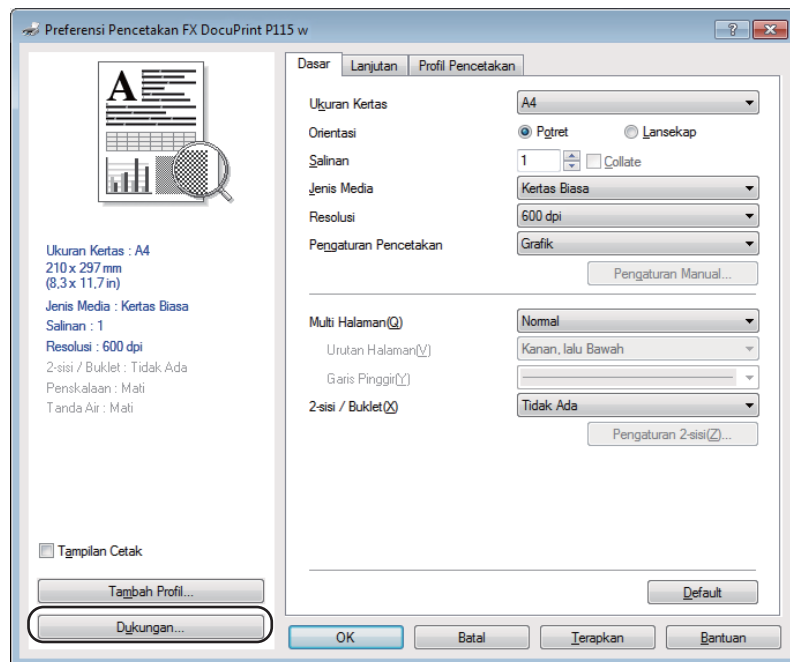 Preferensi Pencetakan FX DocuPrint P115 w
Dasar
Lanjutan
Profil Pencetakan
A
Ukuran Kertas : A4
210 x 297 mm
(8,3 x 11,7 in)
Jenis Media : Kertas Biasa
Salinan : 1
Resolusi : 600 dpi
2-sisi / Buklet : Tidak Ada
Penskalaan : Mati
Tanda Air : Mati
Tampilan Cetak
Tambah Profil...
Dukungan...
Ukuran Kertas A4
Orientasi Potret Lansekap
Salinan 1 Collate
Jenis Media Kertas Biasa
Resolusi 600 dpi
Pengaturan Pencetakan Grafik
Pengaturan Manual...
Multi Halaman(Q) Normal
Urutan Halaman(V) Kanan, lalu Bawah
Garis Pinggir(Y)
2-sisi / Buklet(X) Tidak Ada
Pengaturan 2-sisi(Z)...
Default
OK Batal Terapkan Bantuan